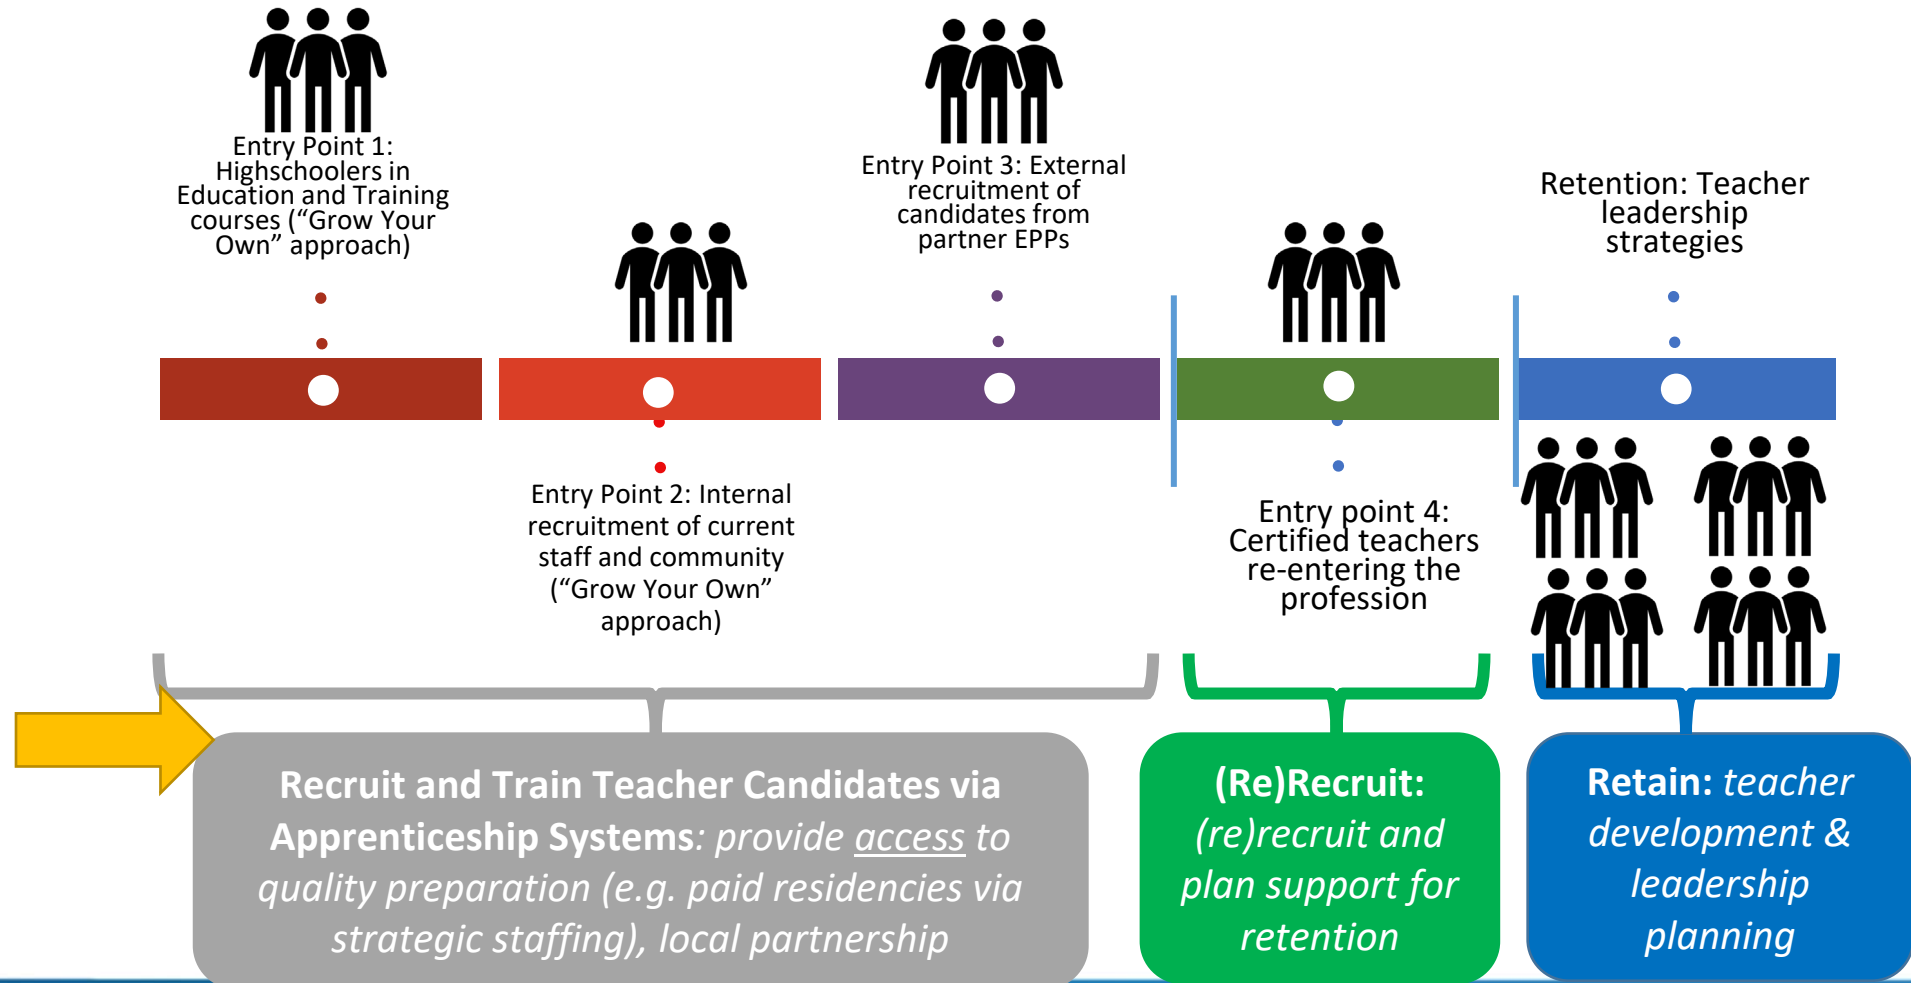 Entry Point 1:
Highschoolers in
Education and Training
courses (“Grow Your
Own” approach)
Entry Point 2: Internal
recruitment of current
staff and community
(“Grow Your Own”
approach)
Entry Point 3: External
recruitment of
candidates from
partner EPPs
Entry point 4:
Certified teachers
re-entering the
profession
Retention: Teacher
leadership
strategies
Recruit and Train Teacher Candidates via
Apprenticeship Systems: provide access to
quality preparation (e.g. paid residencies via
strategic staffing), local partnership
(Re)Recruit:
(re)recruit and
plan support for
retention
Retain: teacher
development &
leadership
planning